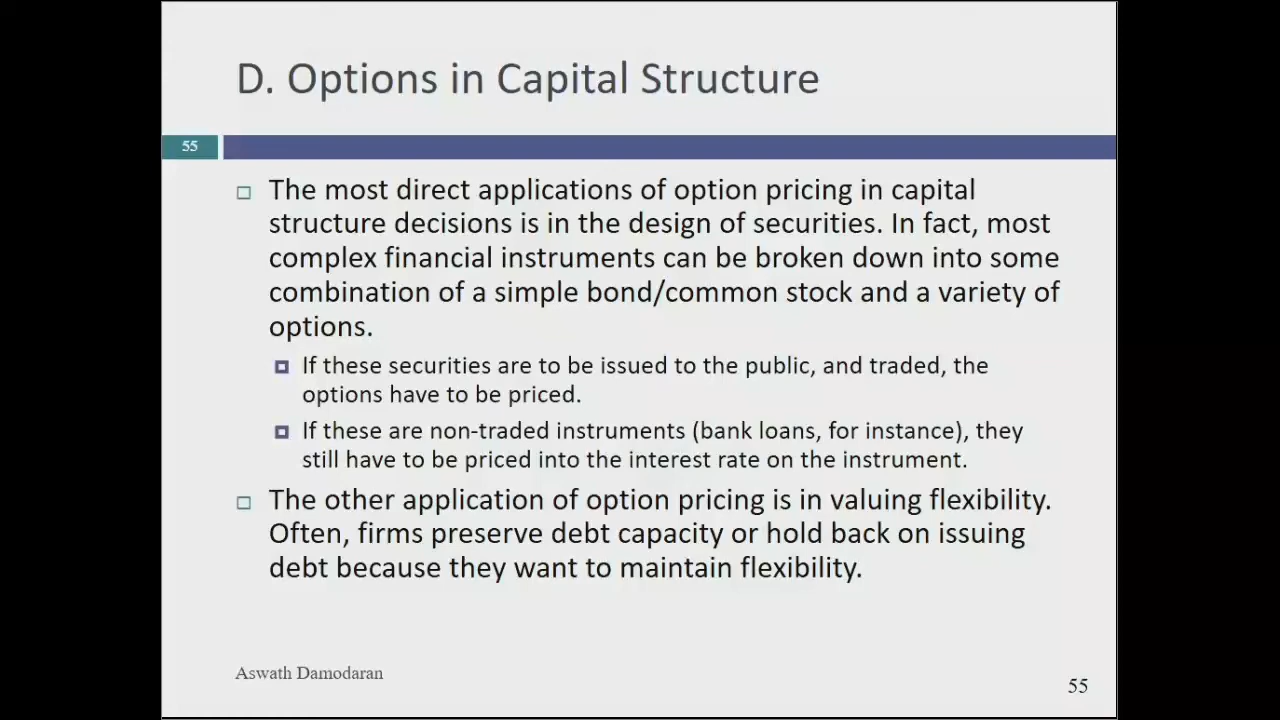 D. Options in Capital Structure
55
The most direct applications of option pricing in capital
structure decisions is in the design of securities. In fact, most
complex financial instruments can be broken down into some
combination of a simple bond/common stock and a variety of
options.
If these securities are to be issued to the public, and traded, the
options have to be priced.
If these are non-traded instruments (bank loans, for instance), they
still have to be priced into the interest rate on the instrument.
The other application of option pricing is in valuing flexibility.
Often, firms preserve debt capacity or hold back on issuing
debt because they want to maintain flexibility.
Aswath Damodaran
55